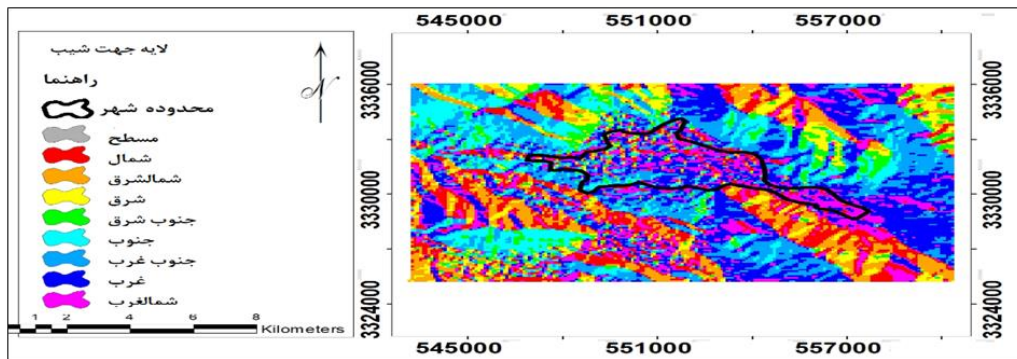 لایه جهت شیب
راهنما
محدوده شهر
مسطح
شمال
شمالشرق
شرق
جنوب شرق
جنوب
جنوب غرب
غرب
شمالغرب
N
1 2 4 6 8
Kilometers
545000 551000 557000
3336000
3330000
3324000
3336000
3330000
3324000
545000 551000 557000